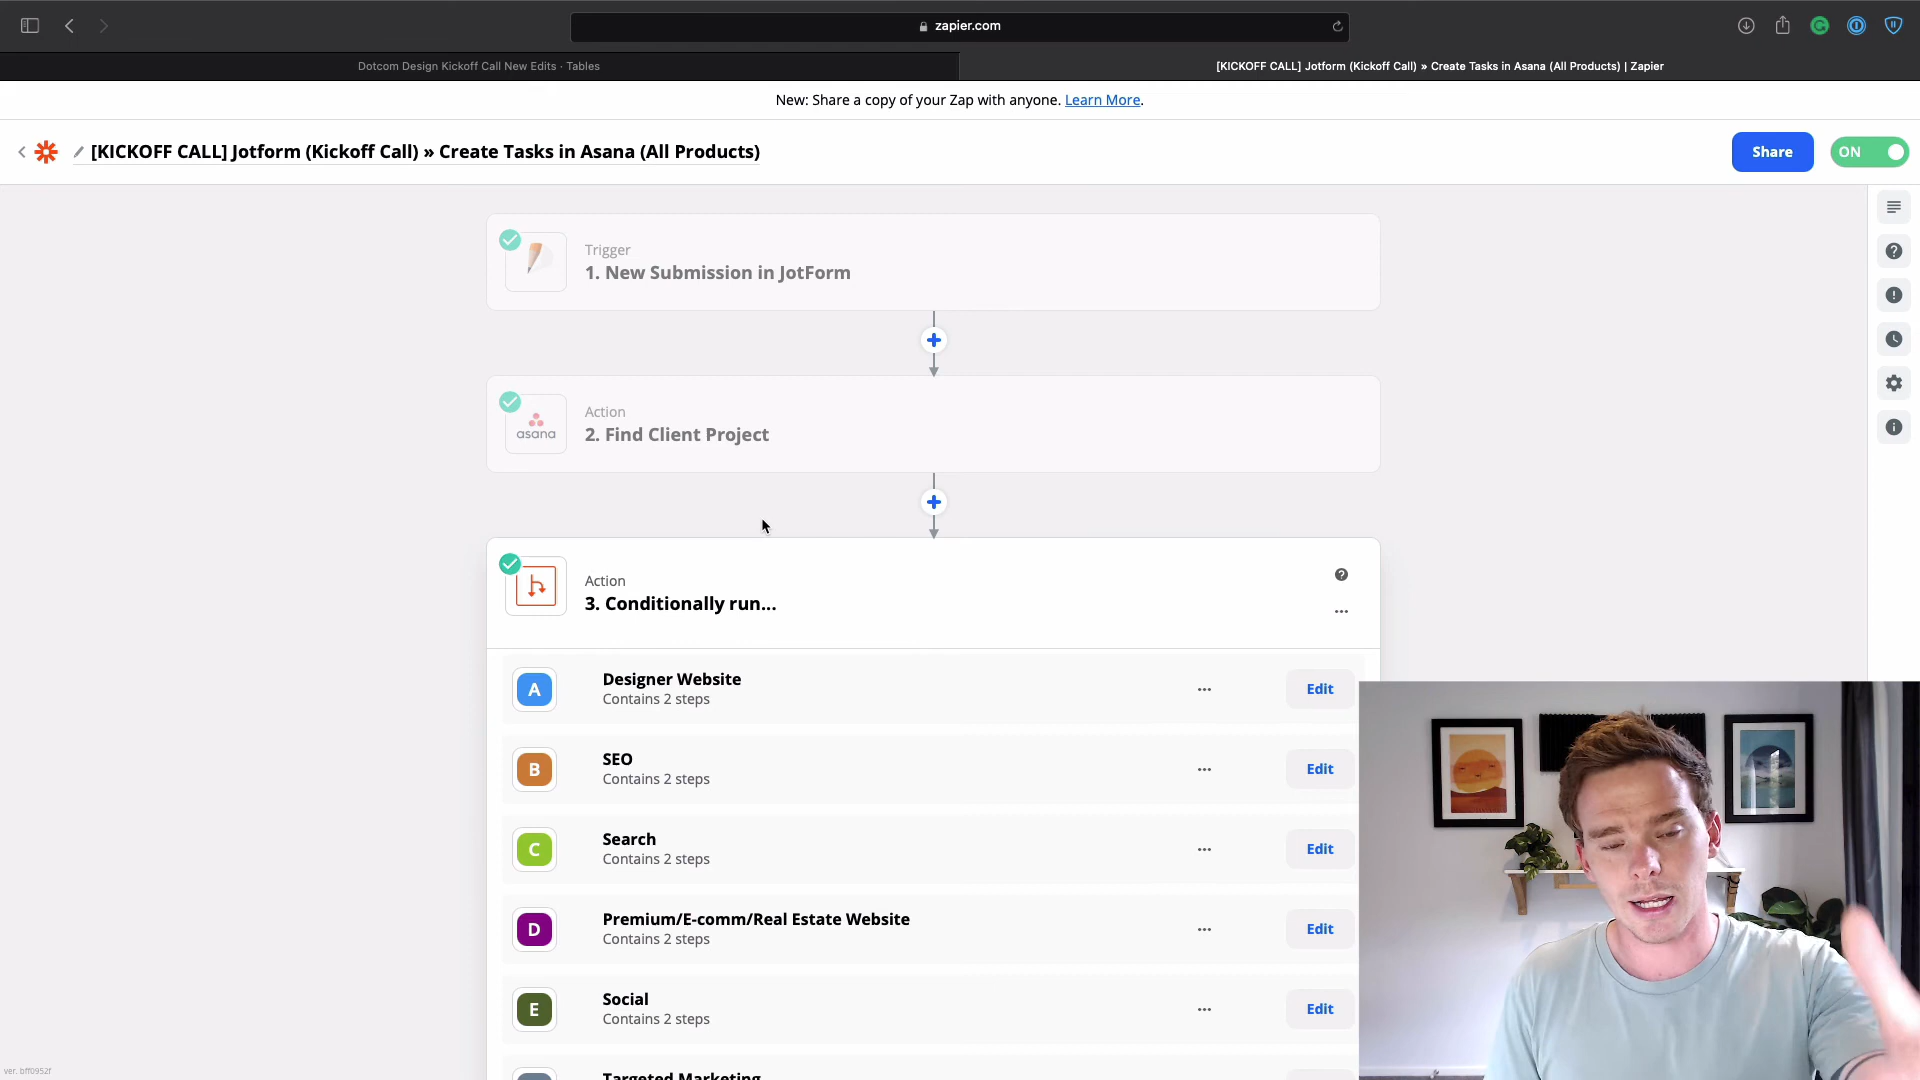 zapier.com
Dotcom Design Kickoff Call New Edits · Tables
[KICKOFF CALL] Jotform (Kickoff Call) » Create Tasks in Asana (All Products) | Zapier
New: Share a copy of your Zap with anyone. Learn More.
[KICKOFF CALL] Jotform (Kickoff Call) » Create Tasks in Asana (All Products)
Share
ON
Trigger
1. New Submission in JotForm
asana
Action
2. Find Client Project
Action
3. Conditionally run...
A
Designer Website
Contains 2 steps
Edit
B
SEO
Contains 2 steps
Edit
C
Search
Contains 2 steps
Edit
D
Premium/E-comm/Real Estate Website
Contains 2 steps
Edit
E
Social
Contains 2 steps
Edit
Targeted Marketing
ver. bff0952f